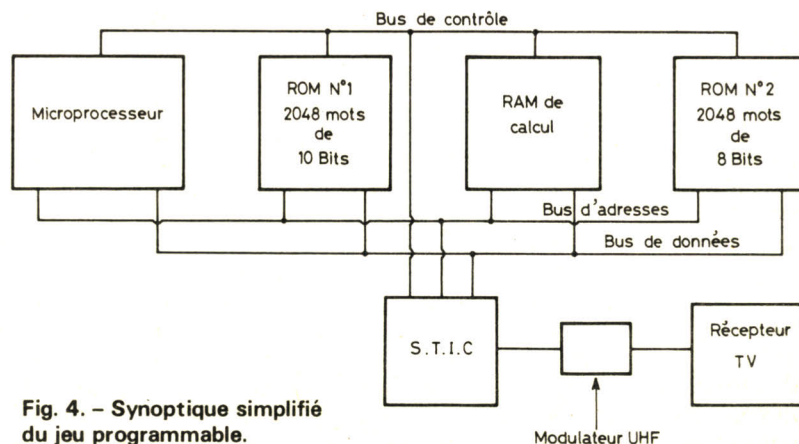 Bus de contrôle
Microprocesseur
ROM N°1
2048 mots
de
10 Bits
RAM de
calcul
ROM N°2
2048 mots
de
8 Bits
Bus d'adresses
Bus de données
S.T.I.C
Récepteur
TV
Modulateur UHF
Fig. 4. – Synoptique simplifié
du jeu programmable.